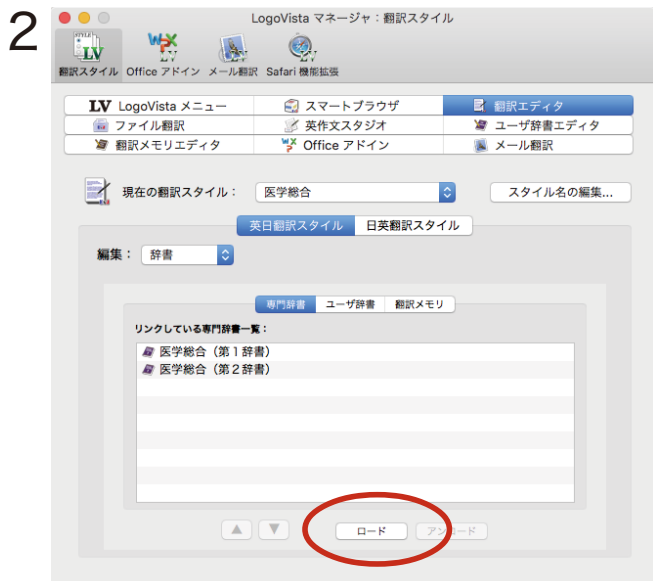 2
LogoVista マネージャ：翻訳スタイル
翻訳スタイル Office アドイン メール翻訳 Safari 機能拡張
LV LogoVista メニュー スマートブラウザ 翻訳エディタ
ファイル翻訳 英作文スタジオ ユーザ辞書エディタ
翻訳メモリエディタ Office アドイン メール翻訳
現在の翻訳スタイル： 医学総合 スタイル名の編集...
英日翻訳スタイル 日英翻訳スタイル
編集： 辞書
専門辞書 ユーザ辞書 翻訳メモリ
リンクしている専門辞書一覧：
医学総合（第１辞書）
医学総合（第２辞書）
ロード アンロード